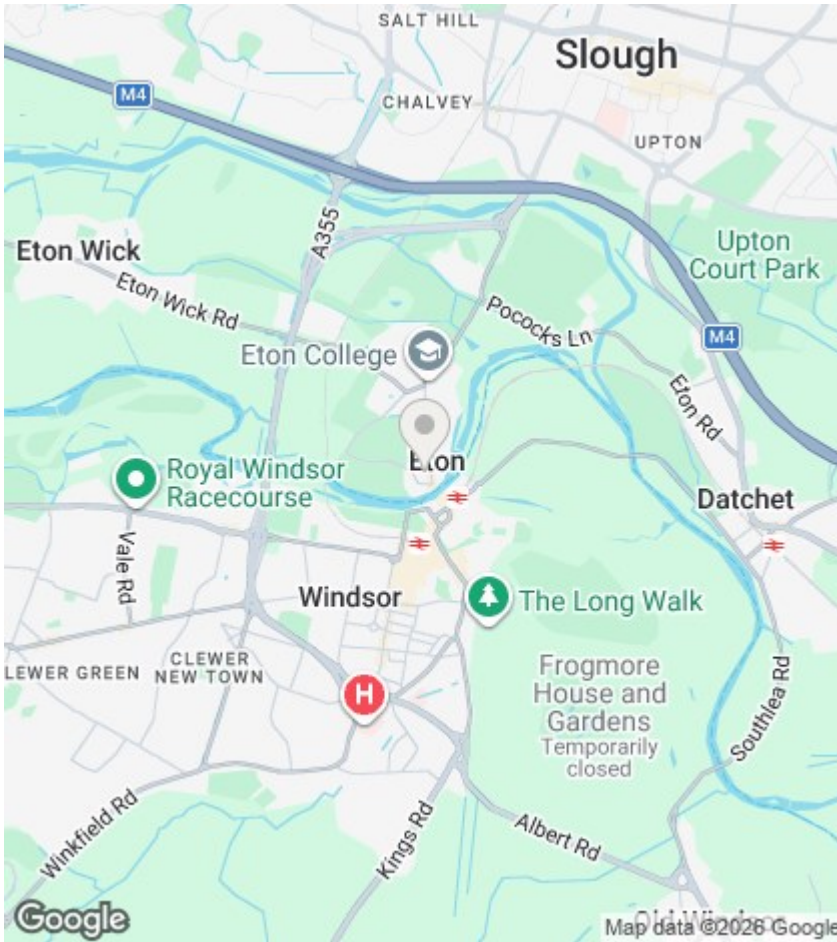 SALT HILL
Slough
M4
CHALVEY
UPTON
A355
Eton Wick
Upton
Court Park
Eton Wick Rd
Pococks Ln
M4
Eton College
Eton Rd
Eton
Royal Windsor
Racecourse
Datchet
Vale Rd
Windsor
The Long Walk
LEWER GREEN
CLEWER
NEW TOWN
Frogmore
House and
Gardens
Temporarily
closed
H
Southlea Rd
Winkfield Rd
Kings Rd
Albert Rd
Old Windsor
Google
Map data ©2026 Google